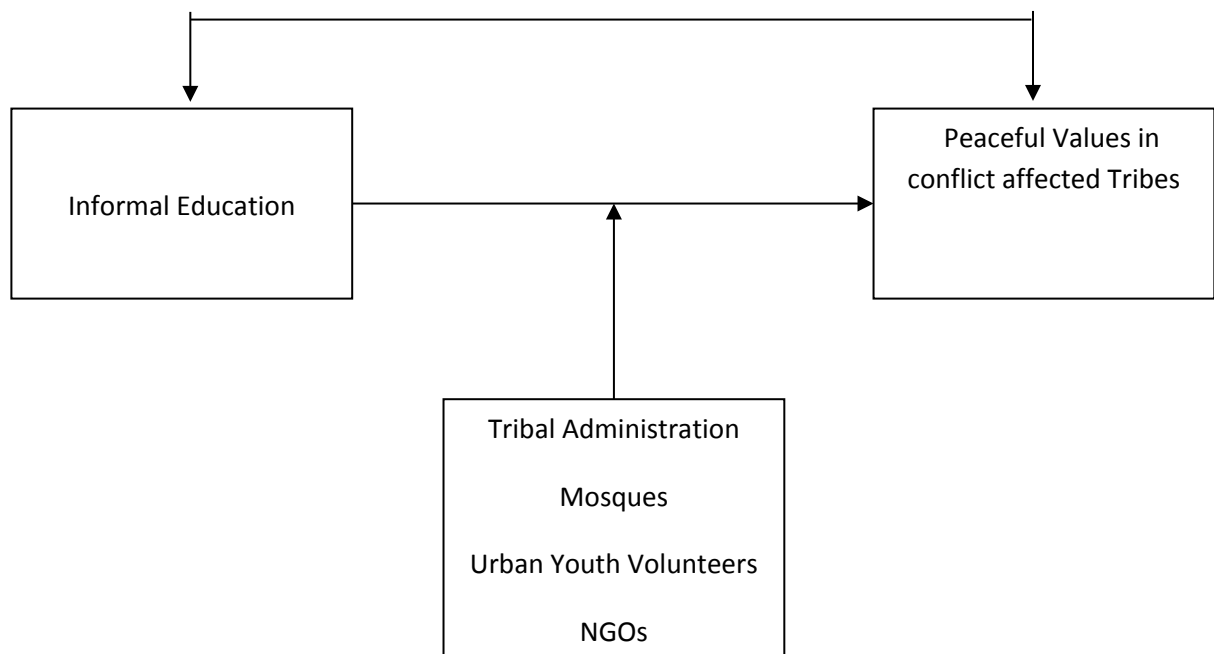 Informal Education
Peaceful Values in
conflict affected Tribes
Tribal Administration
Mosques
Urban Youth Volunteers
NGOs